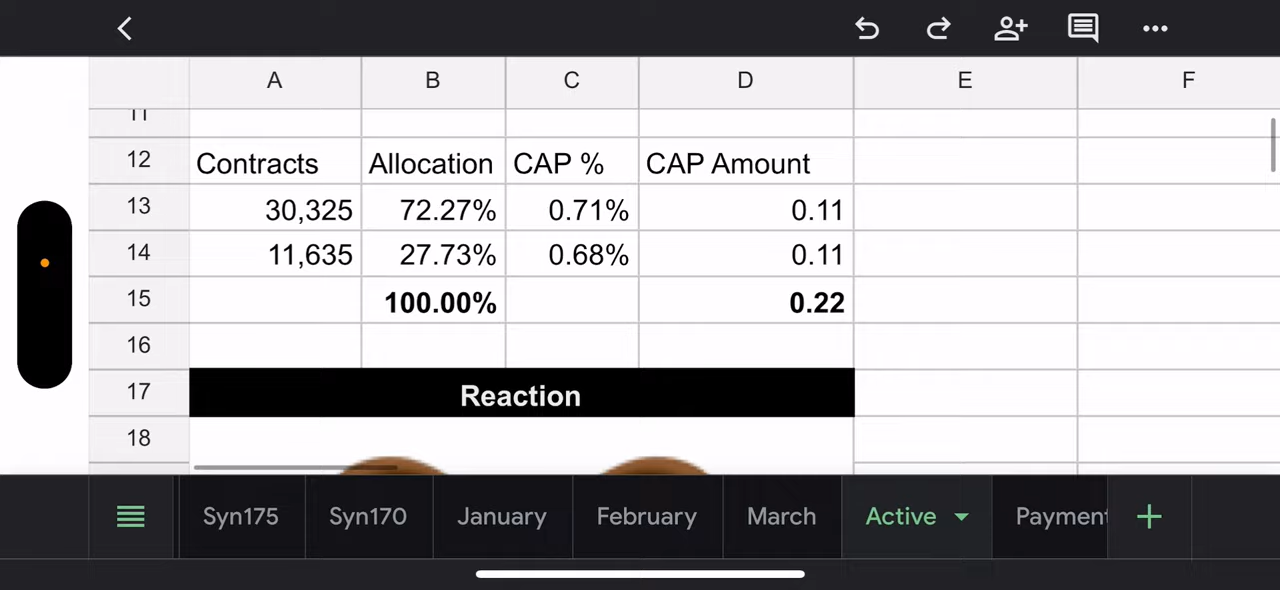 A B C D E F
11
12 Contracts Allocation CAP % CAP Amount
13 30,325 72.27% 0.71% 0.11
14 11,635 27.73% 0.68% 0.11
15 100.00% 0.22
16
17 Reaction
18
Syn175 Syn170 January February March Active Payment